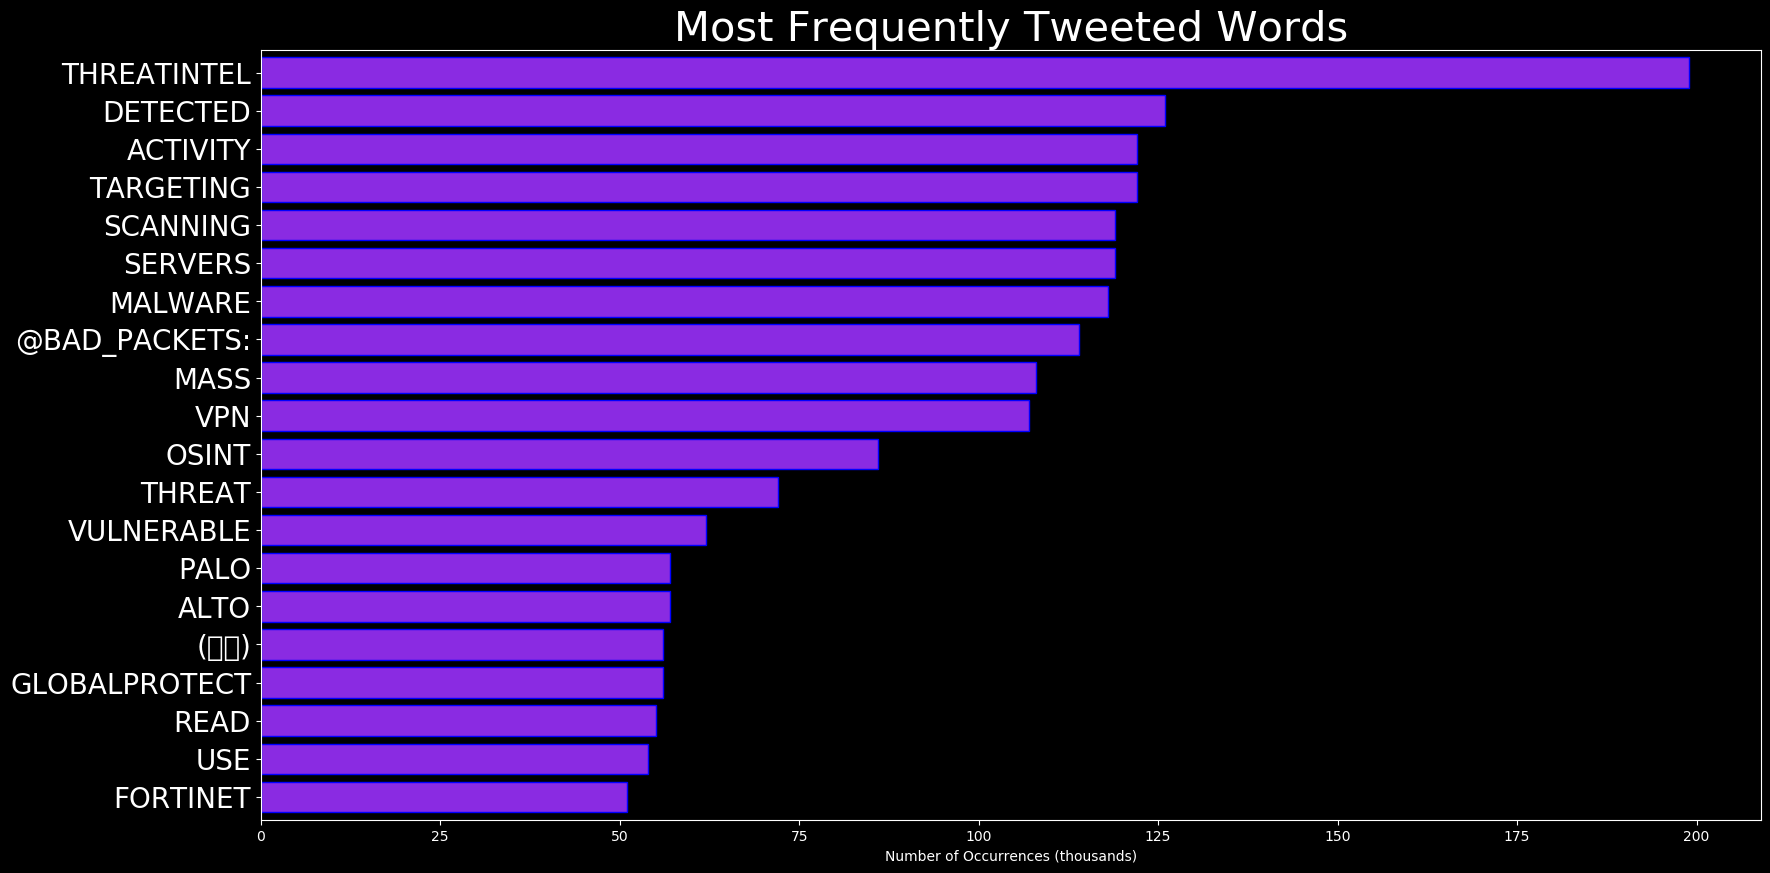 Most Frequently Tweeted Words
THREATINTEL
DETECTED
ACTIVITY
TARGETING
SCANNING
SERVERS
MALWARE
@BAD_PACKETS:
MASS
VPN
OSINT
THREAT
VULNERABLE
PALO
ALTO
(▯▯)
GLOBALPROTECT
READ
USE
FORTINET
0 25 50 75 100 125 150 175 200
Number of Occurrences (thousands)